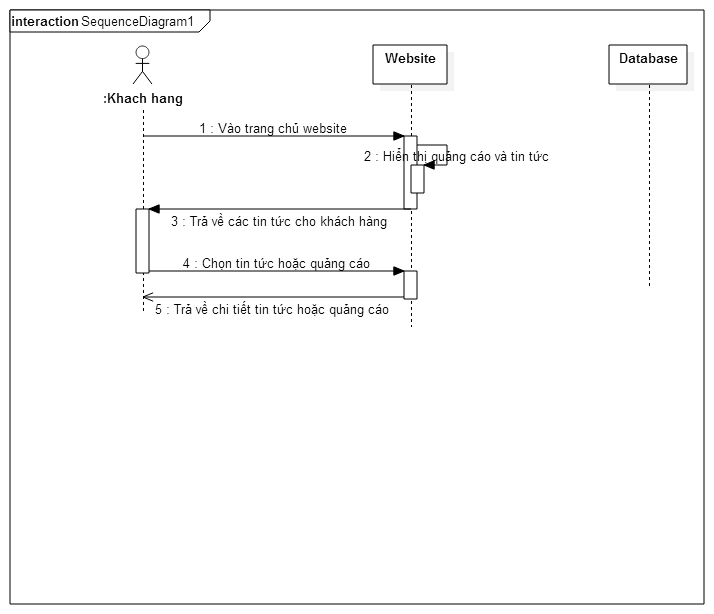 interaction SequenceDiagram1
Website
Database
:Khach hang
1 : Vào trang chủ website
2 : Hiển thị quảng cáo và tin tức
3 : Trả về các tin tức cho khách hàng
4 : Chọn tin tức hoặc quảng cáo
5 : Trả về chi tiết tin tức hoặc quảng cáo